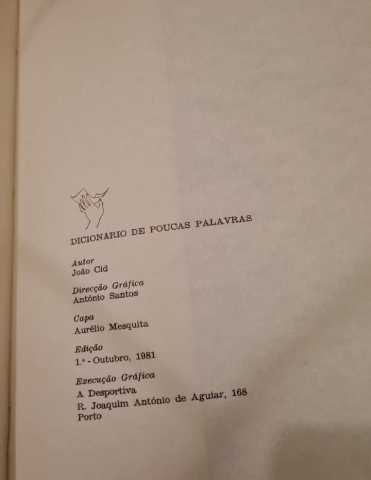 DICIONÁRIO DE POUCAS PALAVRAS
Autor
João Cid
Direcção Gráfica
António Santos
Capa
Aurélio Mesquita
Edição
1.ª - Outubro, 1981
Execução Gráfica
A Desportiva
R. Joaquim António de Aguiar, 168
Porto